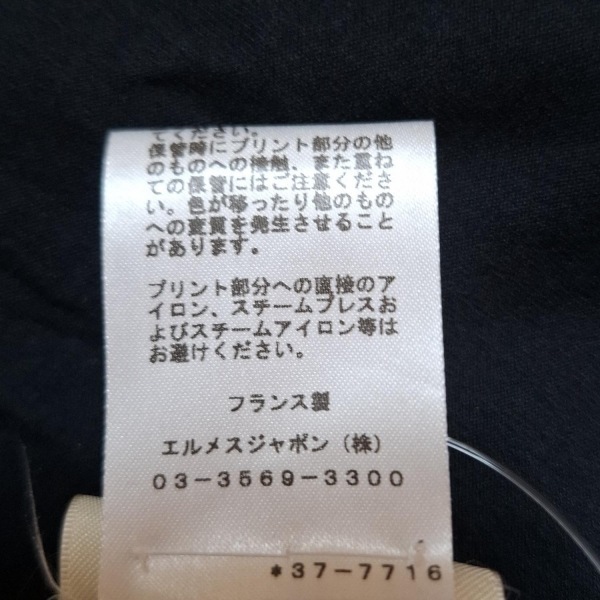 てください。
保管時にプリント部分の他
のものへの接触、また重ね
ての保管にはご注意くださ
い。色が移ったり他のもの
への変質を発生させること
があります。
プリント部分への直接のア
イロン、スチームプレスお
よびスチームアイロン等は
お避けください。
フランス製
エルメスジャポン（株）
03-3569-3300
*37-7716